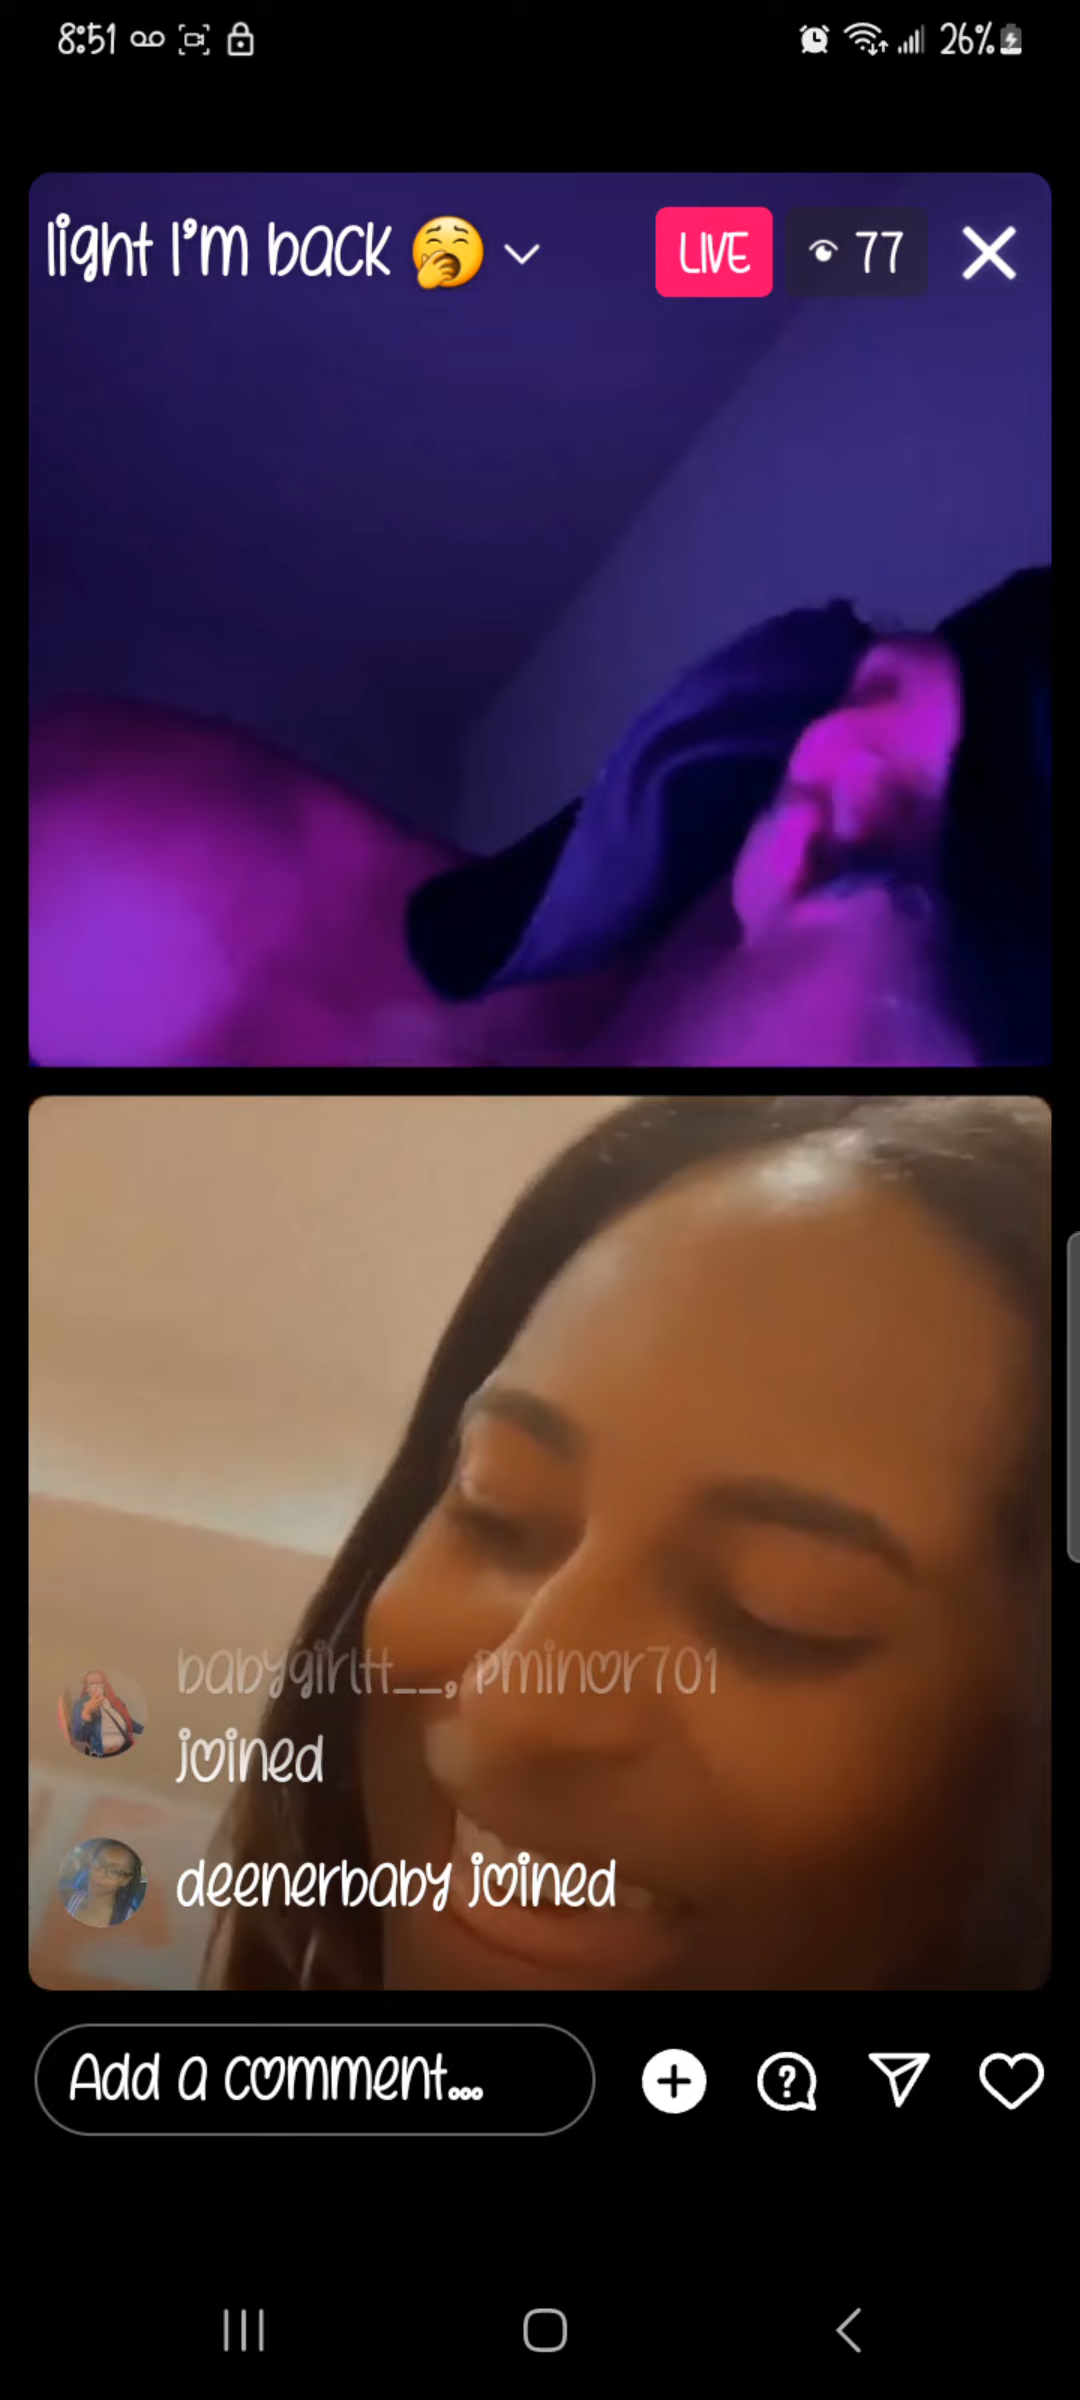 8:51
26%
light I'm back 🥱
LIVE
77
babygirltt__, pminor701
joined
deenerbaby joined
Add a comment...